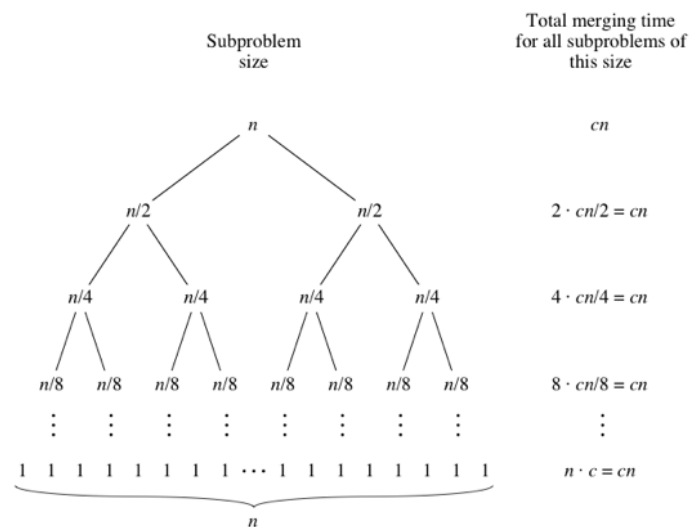 Subproblem
size
Total merging time
for all subproblems of
this size
n
cn
n/2 n/2
2 · cn/2 = cn
n/4 n/4 n/4 n/4
4 · cn/4 = cn
n/8 n/8 n/8 n/8 n/8 n/8 n/8 n/8
8 · cn/8 = cn
1 1 1 1 1 1 1 1 ··· 1 1 1 1 1 1 1 1
n · c = cn
n